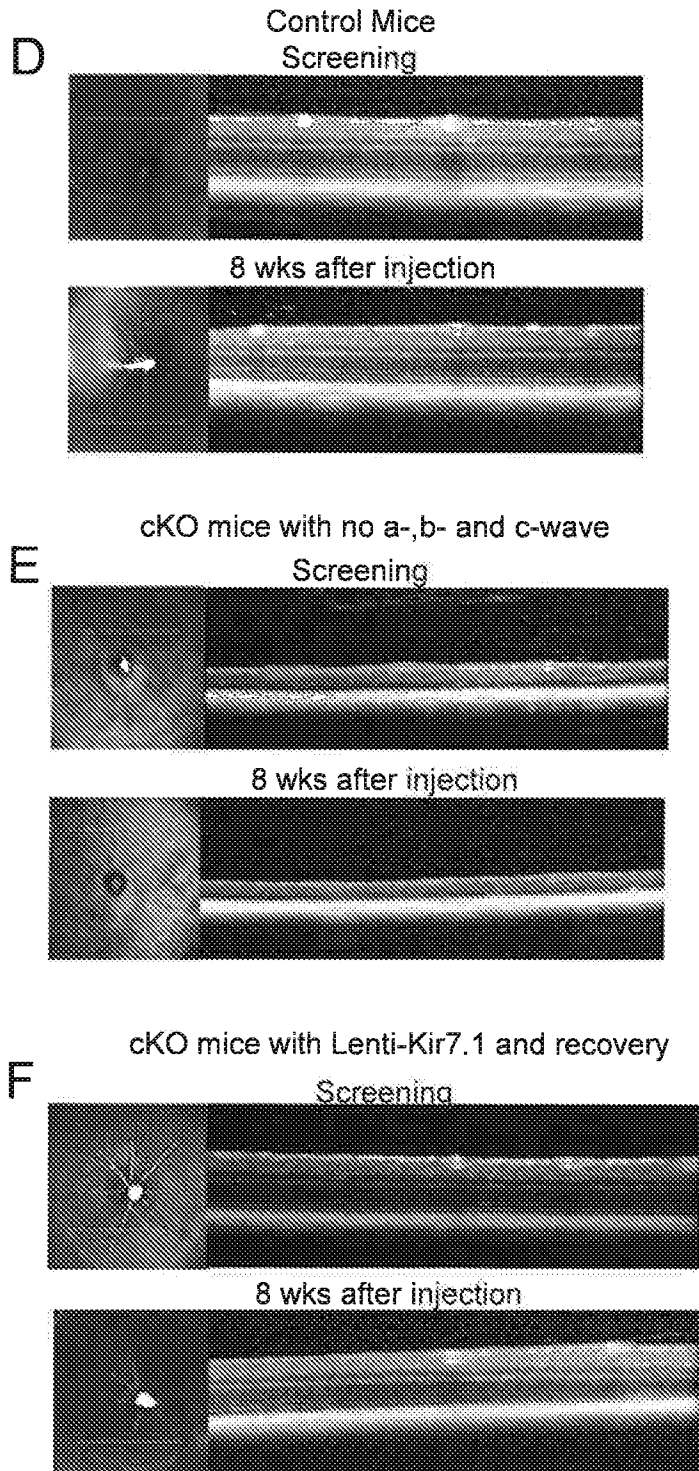 D
Control Mice
Screening
8 wks after injection
E
cKO mice with no a-,b- and c-wave
Screening
8 wks after injection
F
cKO mice with Lenti-Kir7.1 and recovery
Screening
8 wks after injection